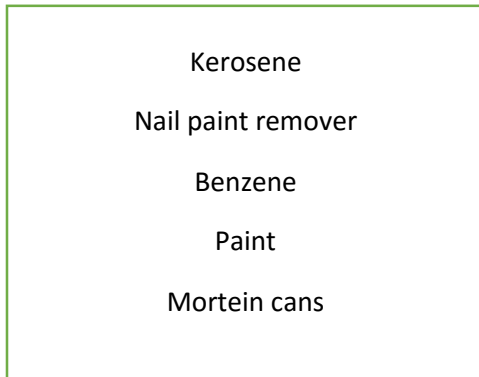 Kerosene
Nail paint remover
Benzene
Paint
Mortein cans